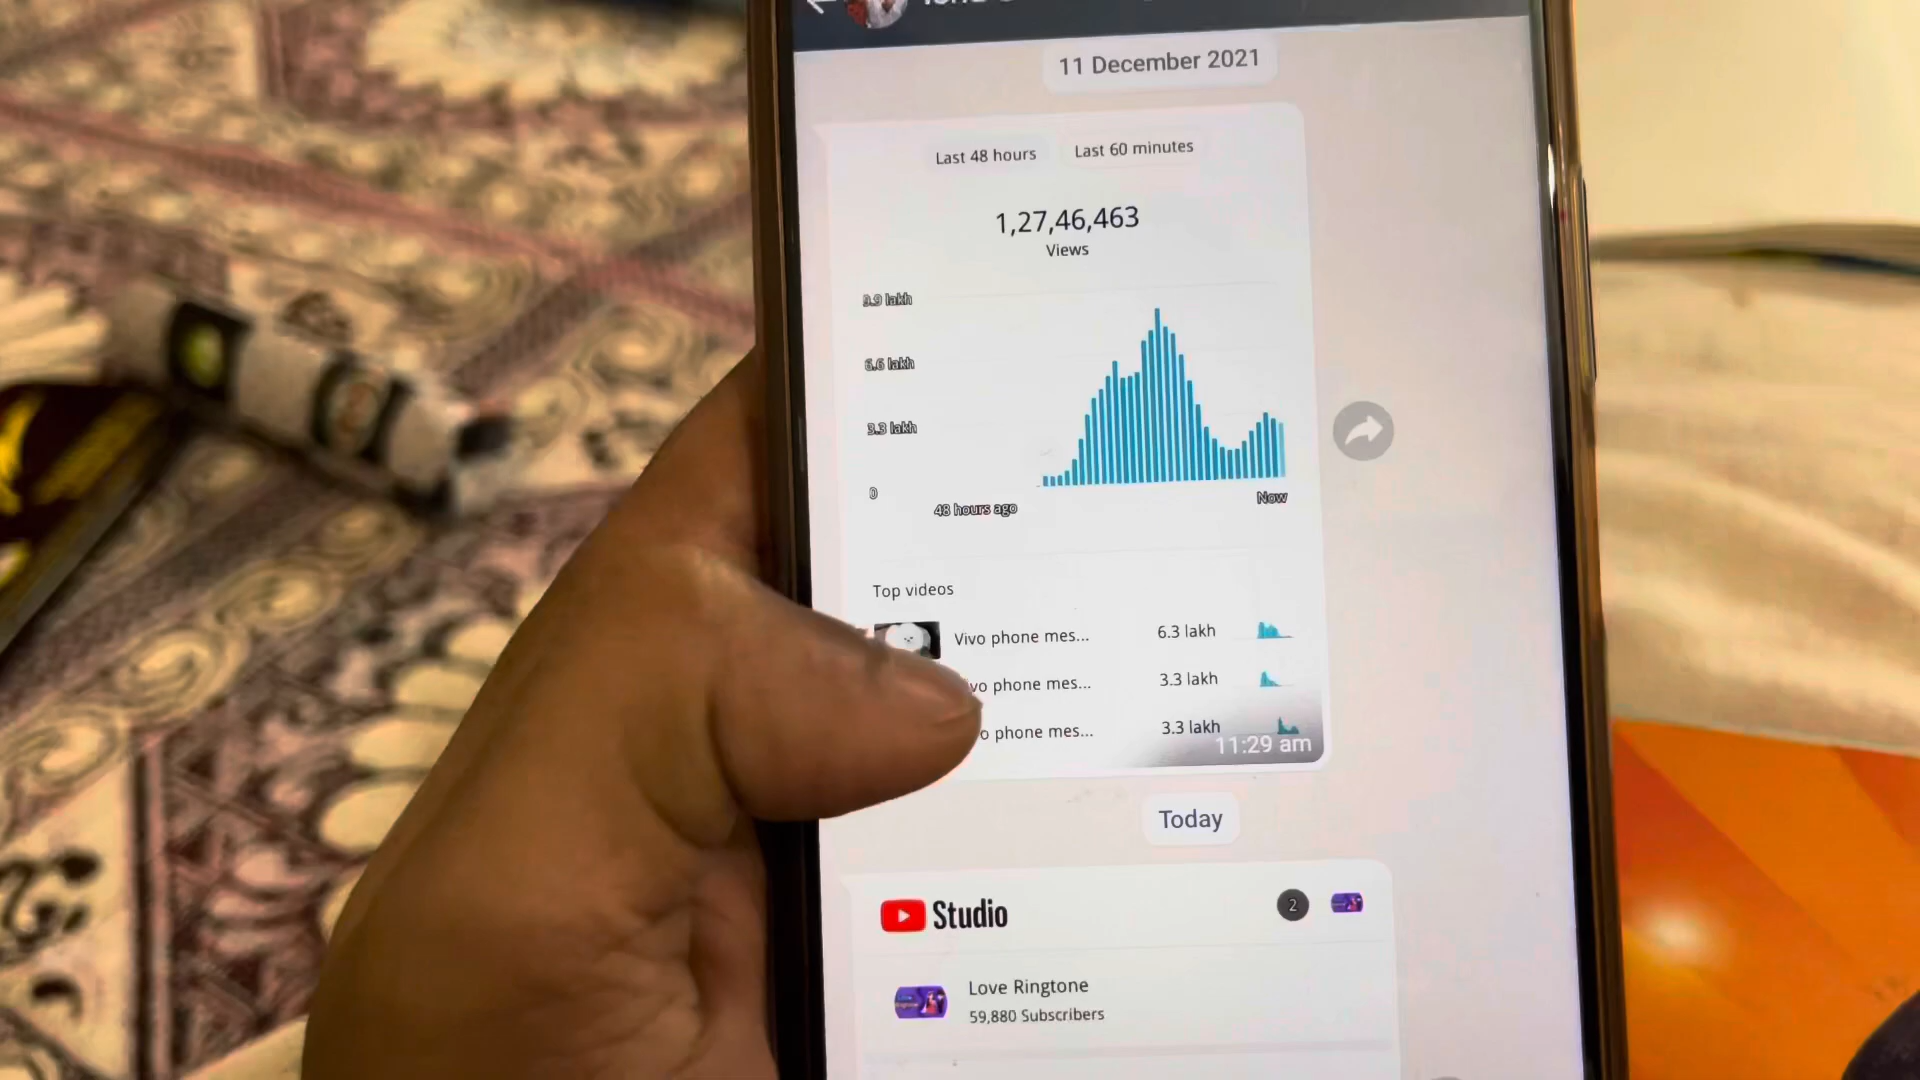 11 December 2021
Last 48 hours
Last 60 minutes
1,27,46,463
Views
9.9 lakh
6.6 lakh
3.3 lakh
0
48 hours ago
Now
Top videos
Vivo phone mes...
6.3 lakh
vo phone mes...
3.3 lakh
o phone mes...
3.3 lakh
11:29 am
Today
Studio
2
Love Ringtone
59,880 Subscribers